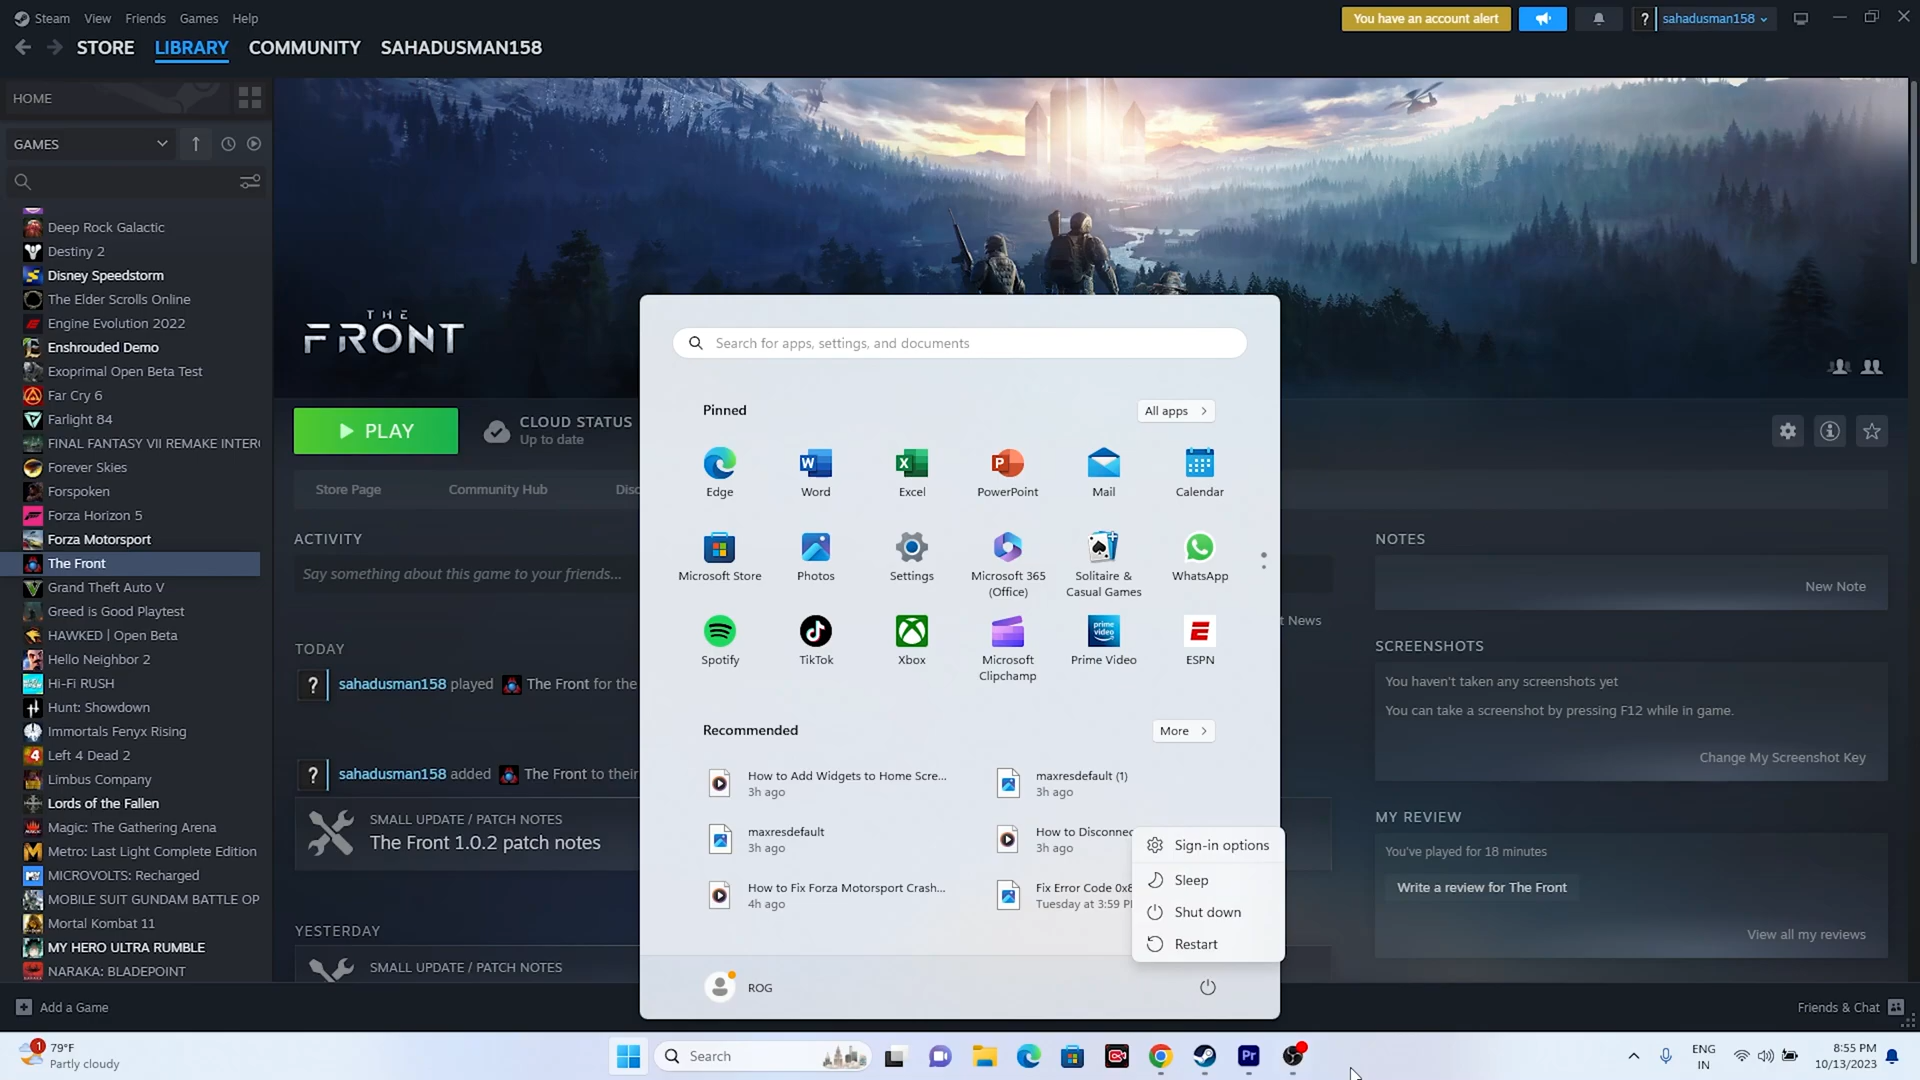 Steam View Friends Games Help
You have an account alert
sahadusman158
STORE LIBRARY COMMUNITY SAHADUSMAN158
HOME
GAMES
Deep Rock Galactic
Destiny 2
Disney Speedstorm
The Elder Scrolls Online
Engine Evolution 2022
Enshrouded Demo
Exoprimal Open Beta Test
Far Cry 6
Farlight 84
FINAL FANTASY VII REMAKE INTER
Forever Skies
Forspoken
Forza Horizon 5
Forza Motorsport
The Front
Grand Theft Auto V
Greed is Good Playtest
HAWKED | Open Beta
Hello Neighbor 2
Hi-Fi RUSH
Hunt: Showdown
Immortals Fenyx Rising
Left 4 Dead 2
Limbus Company
Lords of the Fallen
Magic: The Gathering Arena
Metro: Last Light Complete Edition
MICROVOLTS: Recharged
MOBILE SUIT GUNDAM BATTLE OP
Mortal Kombat 11
MY HERO ULTRA RUMBLE
NARAKA: BLADEPOINT
Add a Game
THE
FRONT
PLAY
CLOUD STATUS
Up to date
Store Page Community Hub Disc
ACTIVITY
Say something about this game to your friends...
t News
TODAY
sahadusman158 played The Front for the
sahadusman158 added The Front to their
SMALL UPDATE / PATCH NOTES
The Front 1.0.2 patch notes
YESTERDAY
SMALL UPDATE / PATCH NOTES
NOTES
New Note
SCREENSHOTS
You haven't taken any screenshots yet
You can take a screenshot by pressing F12 while in game.
Change My Screenshot Key
MY REVIEW
You've played for 18 minutes
Write a review for The Front
View all my reviews
Friends & Chat
Search for apps, settings, and documents
Pinned
All apps
Edge Word Excel PowerPoint Mail Calendar
Microsoft Store Photos Settings Microsoft 365 (Office) Solitaire & Casual Games WhatsApp
prime video
Spotify TikTok Xbox Microsoft Clipchamp Prime Video ESPN
Recommended
More
How to Add Widgets to Home Scre...
3h ago
maxresdefault (1)
3h ago
maxresdefault
3h ago
How to Disconnec
3h ago
How to Fix Forza Motorsport Crash...
4h ago
Fix Error Code 0x8
Tuesday at 3:59 P
Sign-in options
Sleep
Shut down
Restart
ROG
1
79°F
Partly cloudy
Search
Pr
ENG
IN
8:55 PM
10/13/2023